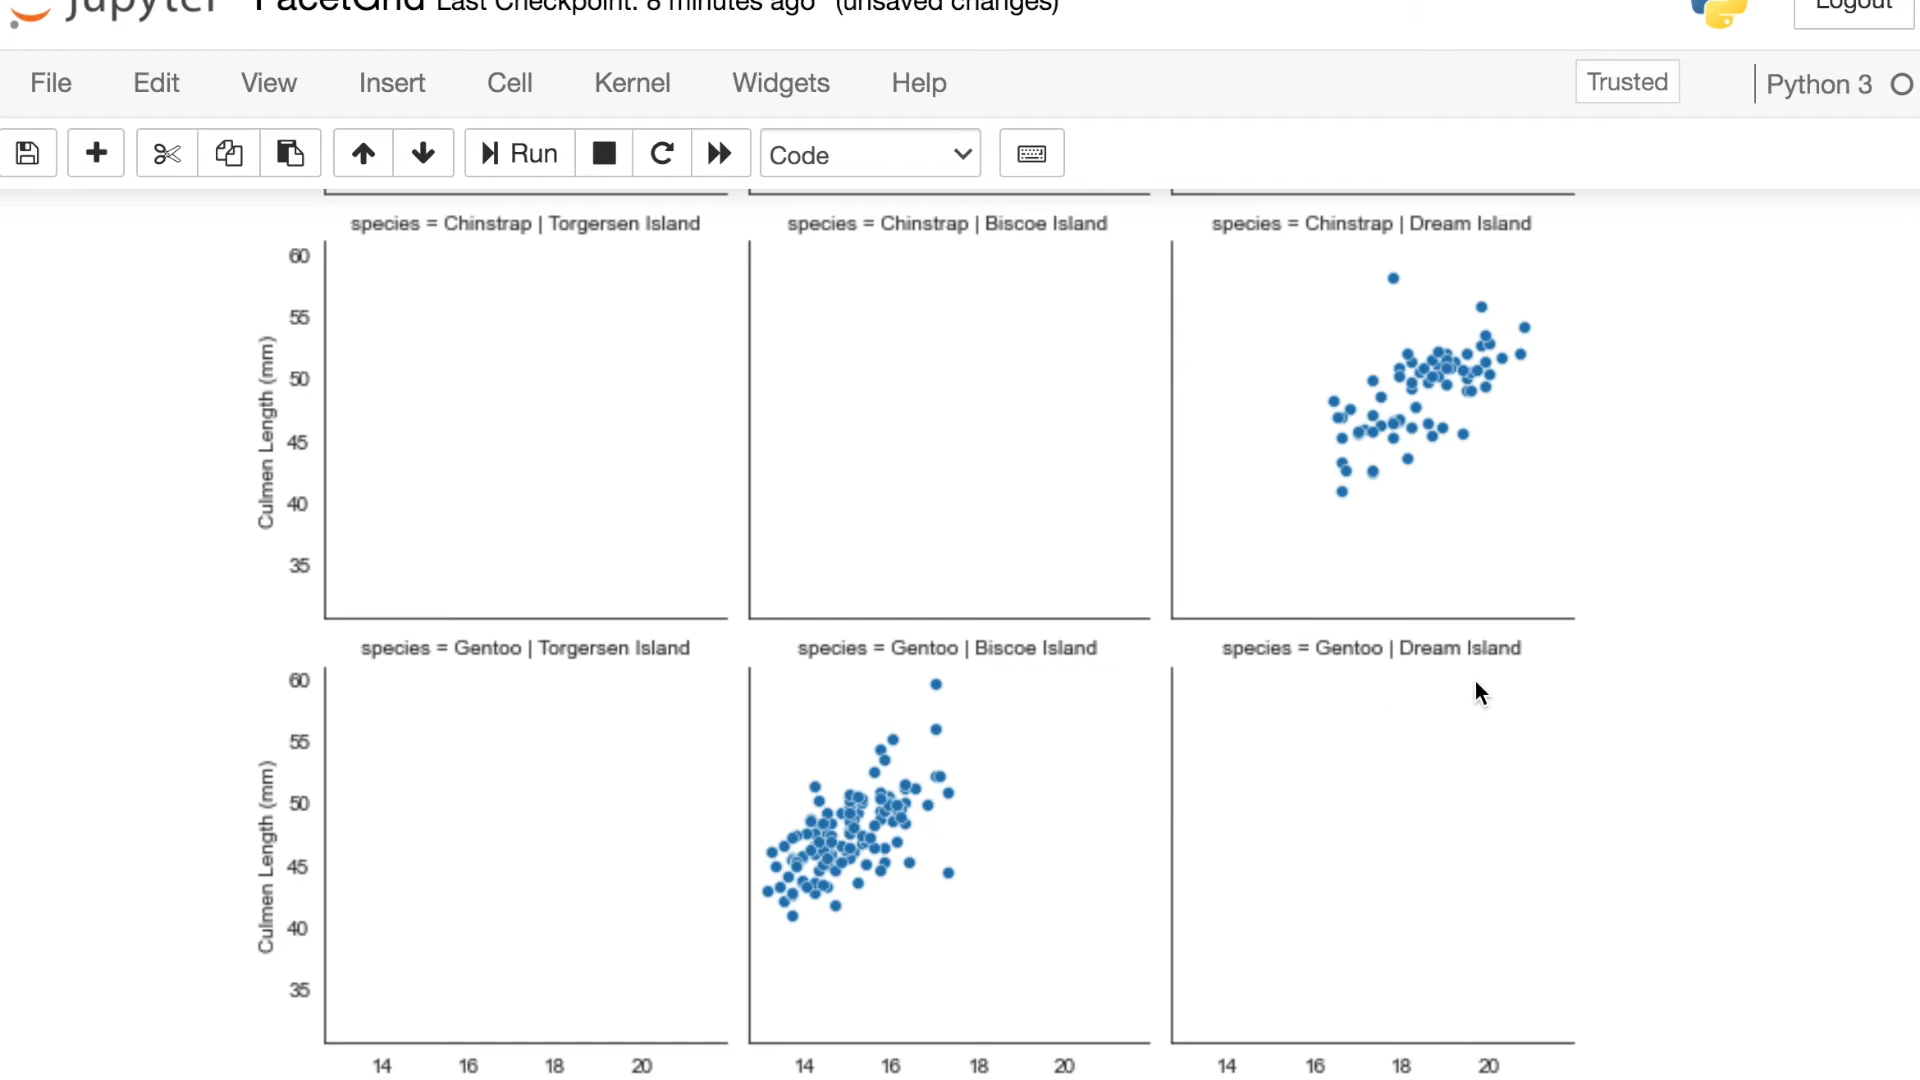 jupyter FacetGrid Last Checkpoint: 8 minutes ago (unsaved changes) Logout
File Edit View Insert Cell Kernel Widgets Help Trusted Python 3
Run Code
species = Chinstrap | Torgersen Island species = Chinstrap | Biscoe Island species = Chinstrap | Dream Island
60
55
50
45
40
35
Culmen Length (mm)
species = Gentoo | Torgersen Island species = Gentoo | Biscoe Island species = Gentoo | Dream Island
60
55
50
45
40
35
Culmen Length (mm)
14 16 18 20 14 16 18 20 14 16 18 20